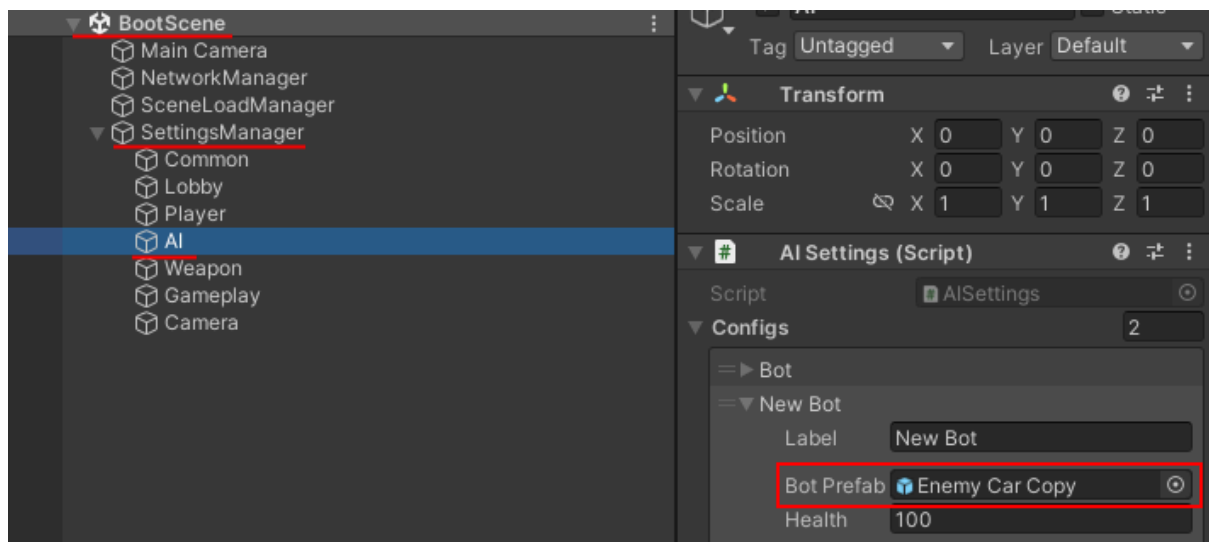 BootScene
Main Camera
NetworkManager
SceneLoadManager
SettingsManager
Common
Lobby
Player
AI
Weapon
Gameplay
Camera
Tag Untagged Layer Default
Transform
Position X 0 Y 0 Z 0
Rotation X 0 Y 0 Z 0
Scale X 1 Y 1 Z 1
# AI Settings (Script)
Script AISettings
Configs 2
Bot
New Bot
Label New Bot
Bot Prefab Enemy Car Copy
Health 100